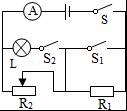 A S
L S₂ S₁
R₂ R₁